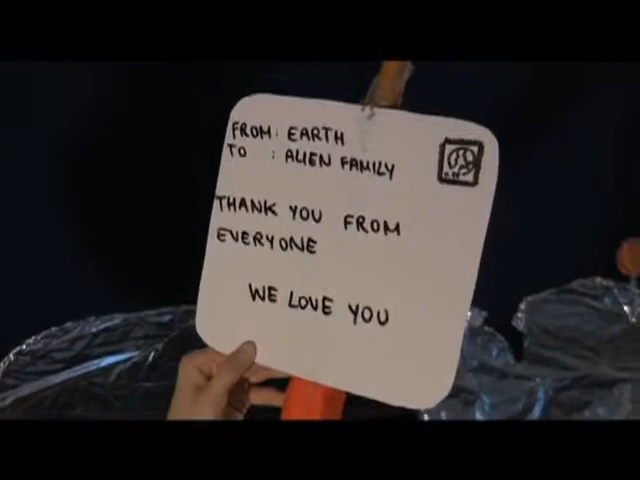 FROM: EARTH
TO : ALIEN FAMILY
THANK YOU FROM
EVERYONE
WE LOVE YOU